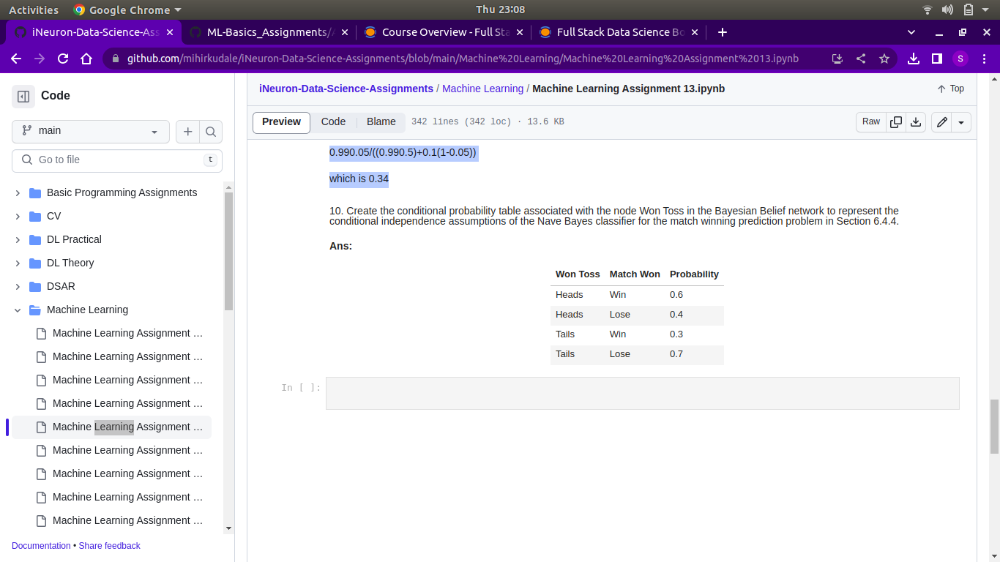 Activities Google Chrome Thu 23:08
iNeuron-Data-Science-Ass ML-Basics_Assignments/A Course Overview - Full Sta Full Stack Data Science Bo
github.com/mihirkudale/iNeuron-Data-Science-Assignments/blob/main/Machine%20Learning/Machine%20Learning%20Assignment%2013.ipynb S
Code
main
Go to file t
Basic Programming Assignments
CV
DL Practical
DL Theory
DSAR
Machine Learning
Machine Learning Assignment …
Machine Learning Assignment …
Machine Learning Assignment …
Machine Learning Assignment …
Machine Learning Assignment …
Machine Learning Assignment …
Machine Learning Assignment …
Machine Learning Assignment …
Machine Learning Assignment …
Documentation • Share feedback
iNeuron-Data-Science-Assignments / Machine Learning / Machine Learning Assignment 13.ipynb Top
Preview Code Blame 342 lines (342 loc) · 13.6 KB Raw
0.990.05/((0.990.5)+0.1(1-0.05))
which is 0.34
10. Create the conditional probability table associated with the node Won Toss in the Bayesian Belief network to represent the
conditional independence assumptions of the Nave Bayes classifier for the match winning prediction problem in Section 6.4.4.
Ans:
Won Toss Match Won Probability
Heads Win 0.6
Heads Lose 0.4
Tails Win 0.3
Tails Lose 0.7
In [ ]: